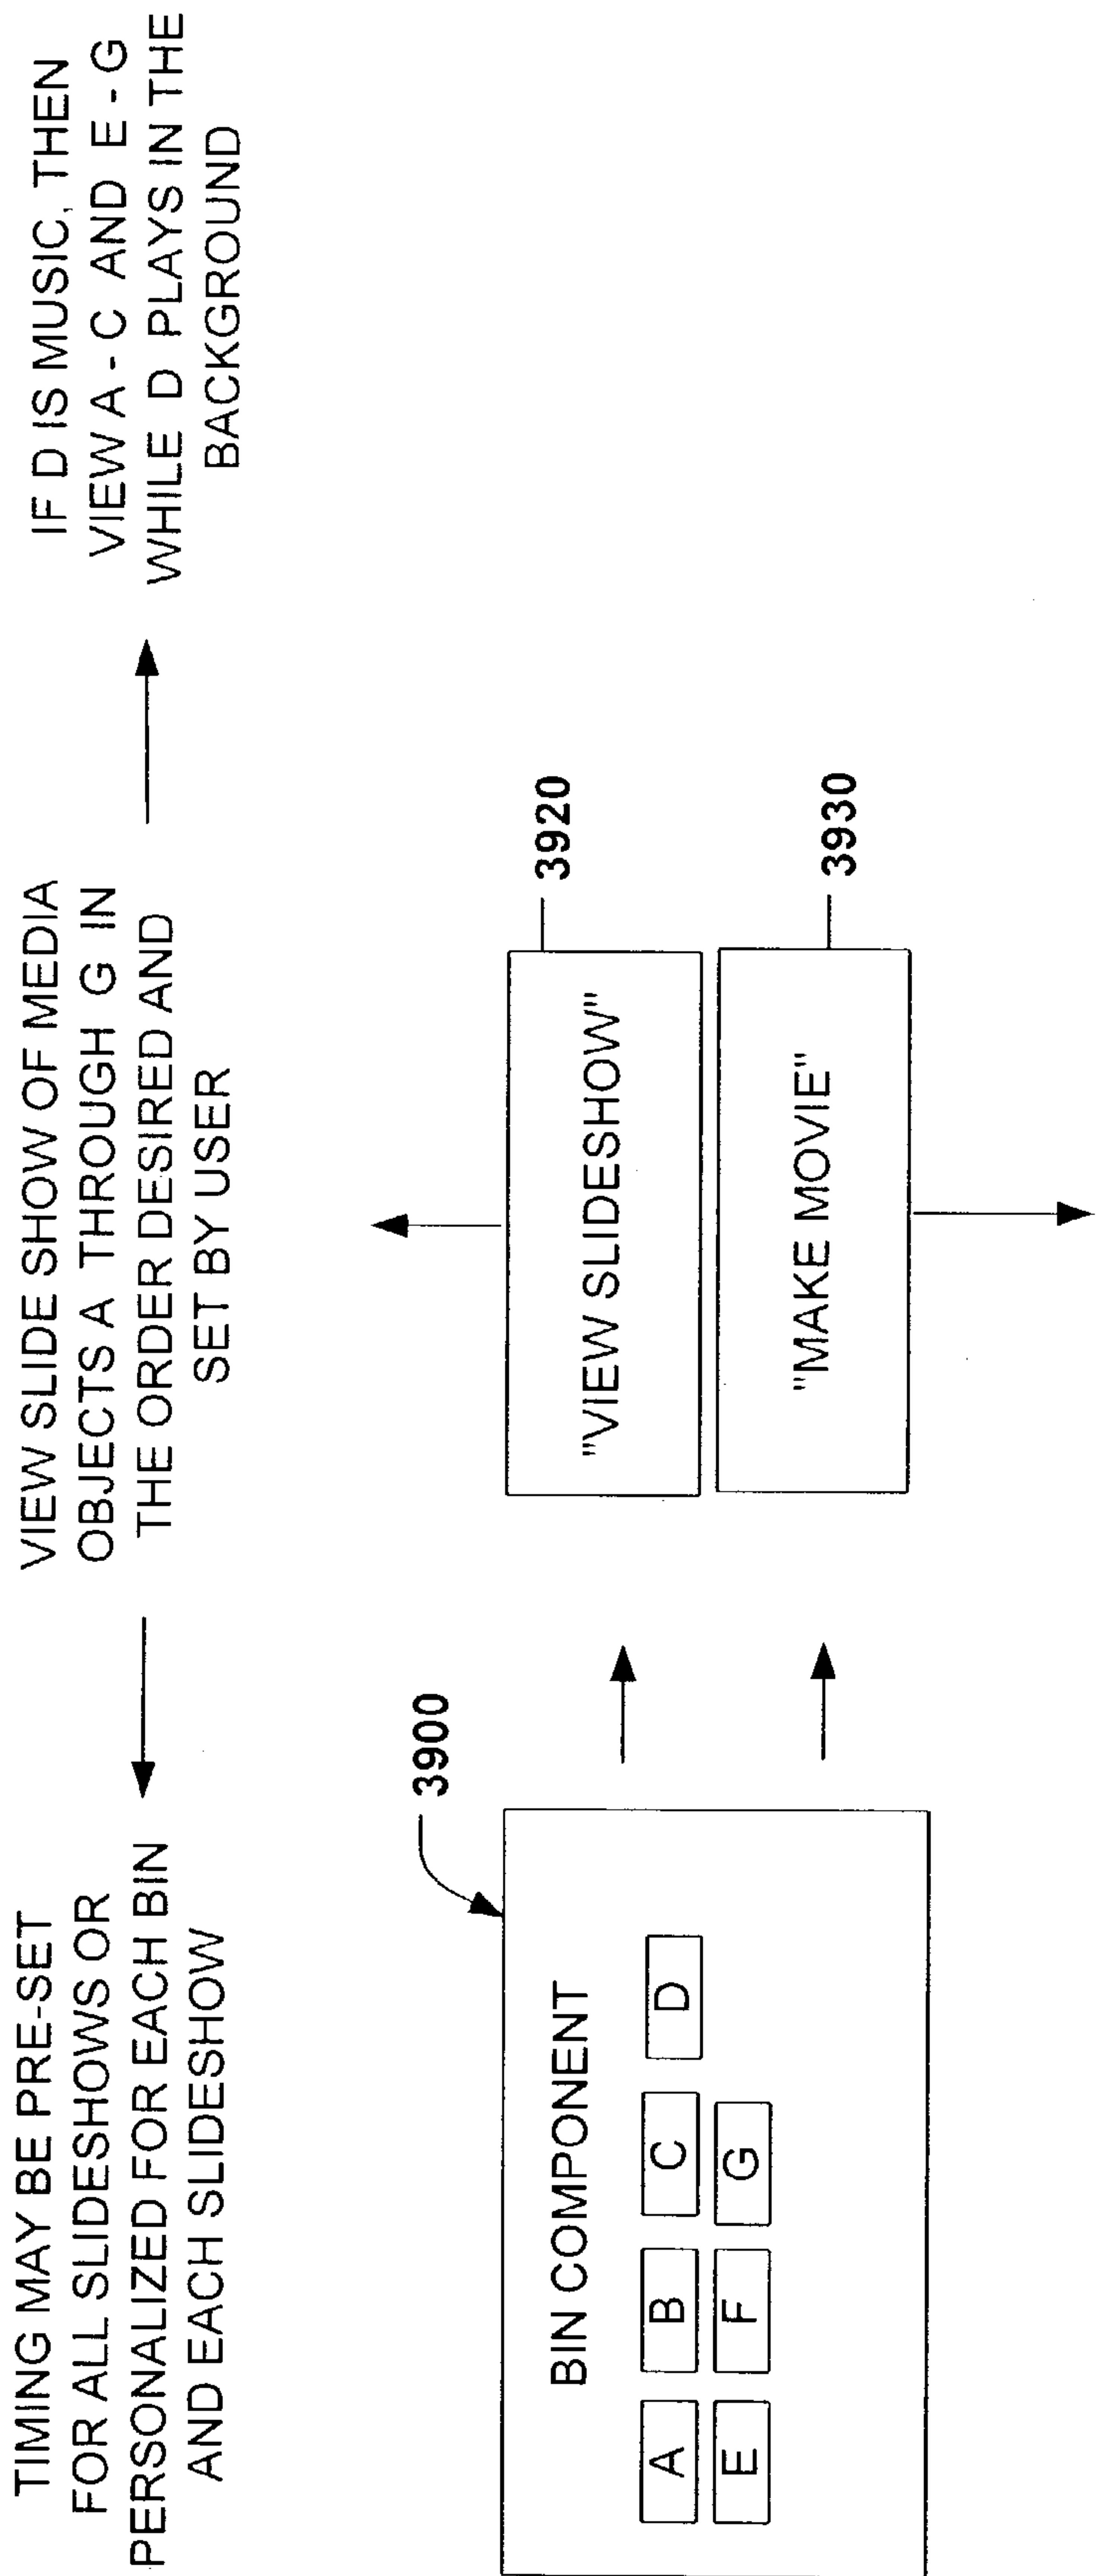 TIMING MAY BE PRE-SET
FOR ALL SLIDESHOWS OR
PERSONALIZED FOR EACH BIN
AND EACH SLIDESHOW
VIEW SLIDE SHOW OF MEDIA
OBJECTS A THROUGH G IN
THE ORDER DESIRED AND
SET BY USER
IF D IS MUSIC, THEN
VIEW A - C AND E - G
WHILE D PLAYS IN THE
BACKGROUND
3900
BIN COMPONENT
A B C D
E F G
"VIEW SLIDESHOW"
3920
"MAKE MOVIE"
3930